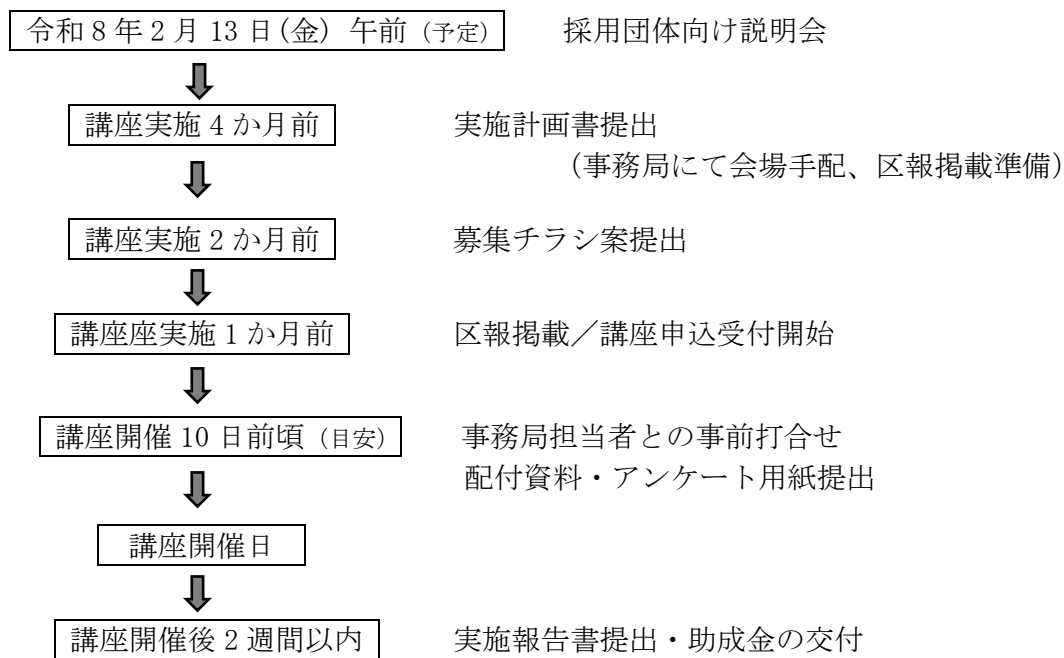 令和８年２月 13 日(金) 午前（予定） 採用団体向け説明会
講座実施４か月前 実施計画書提出
（事務局にて会場手配、区報掲載準備）
講座実施２か月前 募集チラシ案提出
講座座実施１か月前 区報掲載／講座申込受付開始
講座開催 10 日前頃（目安） 事務局担当者との事前打合せ
配付資料・アンケート用紙提出
講座開催日
講座開催後２週間以内 実施報告書提出・助成金の交付